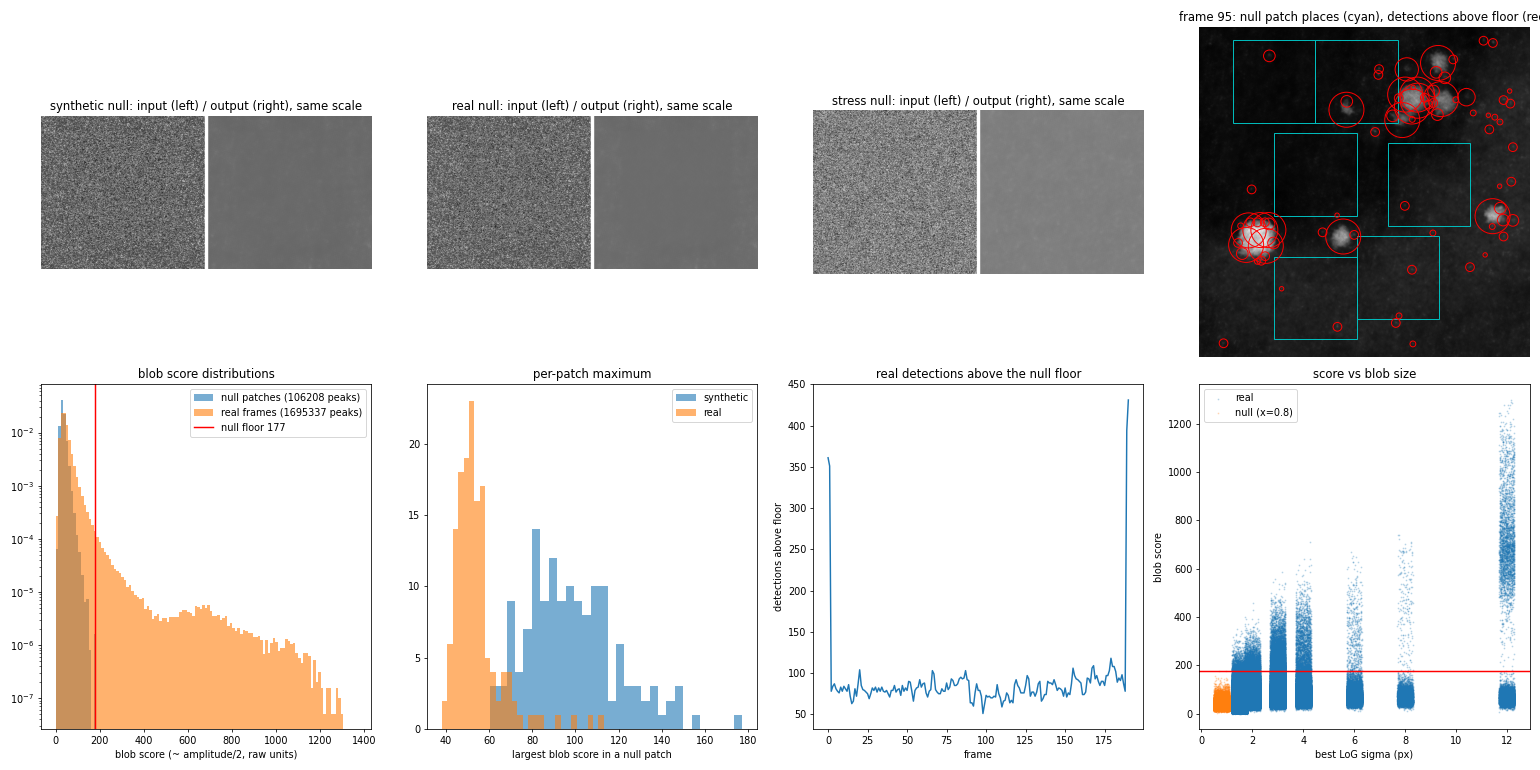 frame 95: null patch places (cyan), detections above floor (re
synthetic null: input (left) / output (right), same scale
real null: input (left) / output (right), same scale
stress null: input (left) / output (right), same scale
blob score distributions
null patches (106208 peaks)
real frames (1695337 peaks)
null floor 177
10⁻²
10⁻³
10⁻⁴
10⁻⁵
10⁻⁶
10⁻⁷
0 200 400 600 800 1000 1200 1400
blob score (~ amplitude/2, raw units)
per-patch maximum
synthetic
real
20
15
10
5
0
40 60 80 100 120 140 160 180
largest blob score in a null patch
real detections above the null floor
detections above floor
450
400
350
300
250
200
150
100
50
0 25 50 75 100 125 150 175
frame
score vs blob size
real
null (x=0.8)
blob score
1200
1000
800
600
400
200
0
0 2 4 6 8 10 12
best LoG sigma (px)